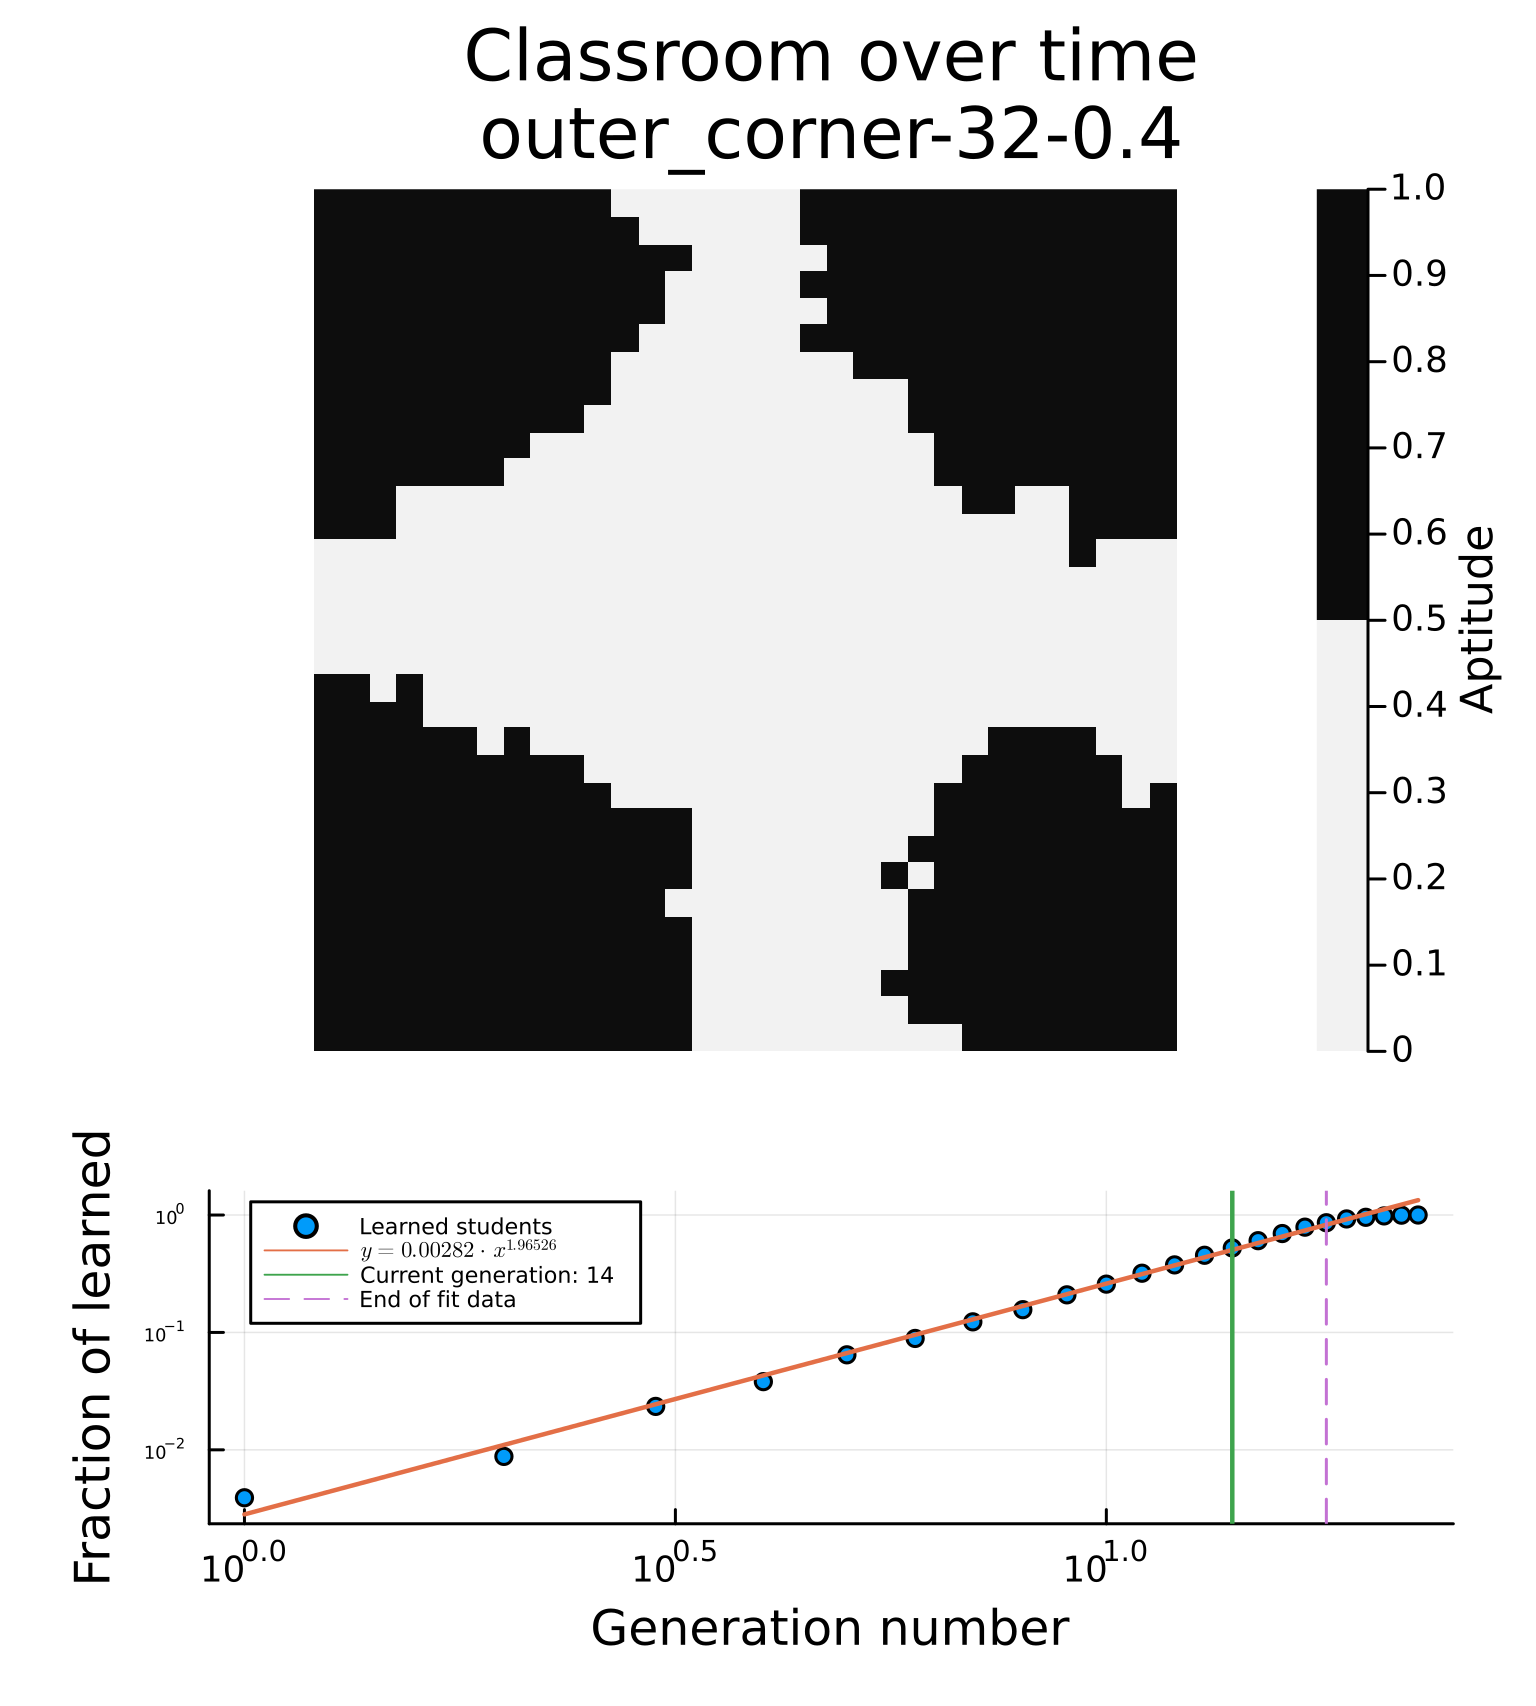 Classroom over time
outer_corner-32-0.4
1.0
0.9
0.8
0.7
0.6
0.5
0.4
0.3
0.2
0.1
0
Aptitude
Fraction of learned
10⁰
10⁻¹
10⁻²
Learned students
y = 0.00282 · x^1.96526
Current generation: 14
End of fit data
10^0.0
10^0.5
10^1.0
Generation number